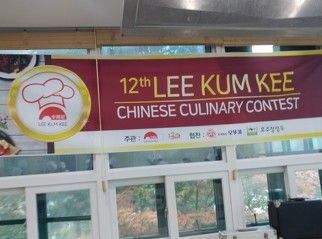 12th LEE KUM KEE
CHINESE CULINARY CONTEST
LEE KUM KEE
주관 : 협찬 :